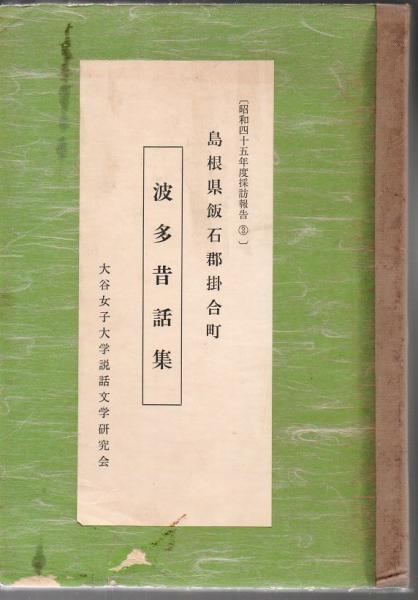 〔昭和四十五年度採訪報告②〕
島根県飯石郡掛合町
波多昔話集
大谷女子大学説話文学研究会